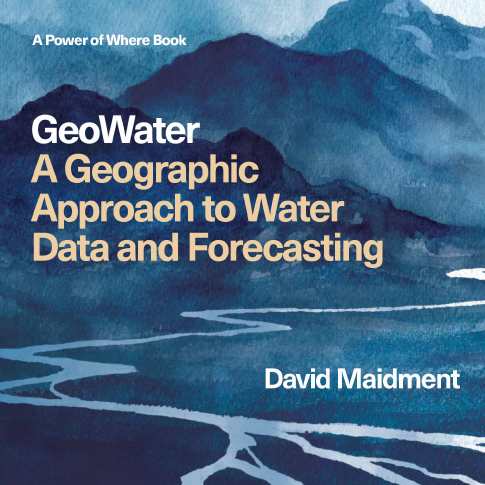 A Power of Where Book
GeoWater
A Geographic
Approach to Water
Data and Forecasting
David Maidment